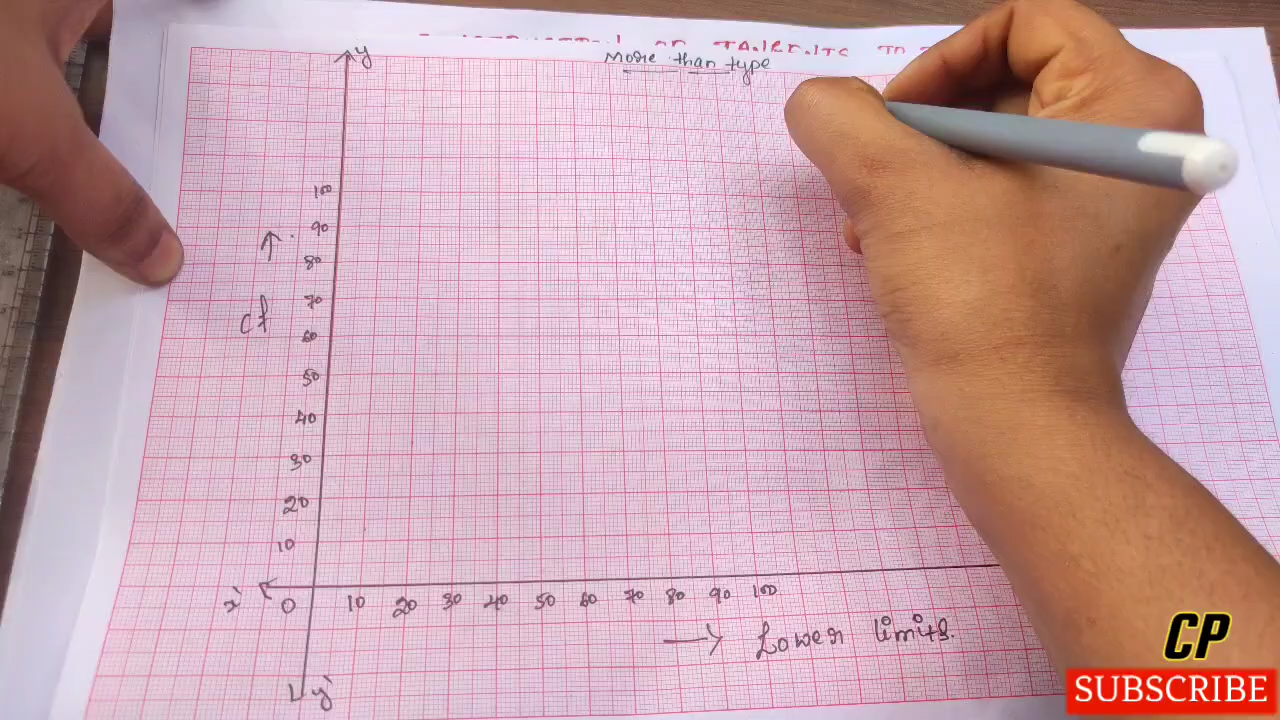 y
More than type
100
90
80
cf
70
60
50
40
30
20
10
x'
0 10 20 30 40 50 60 70 80 90 100
Lower limits.
y'
CP
SUBSCRIBE